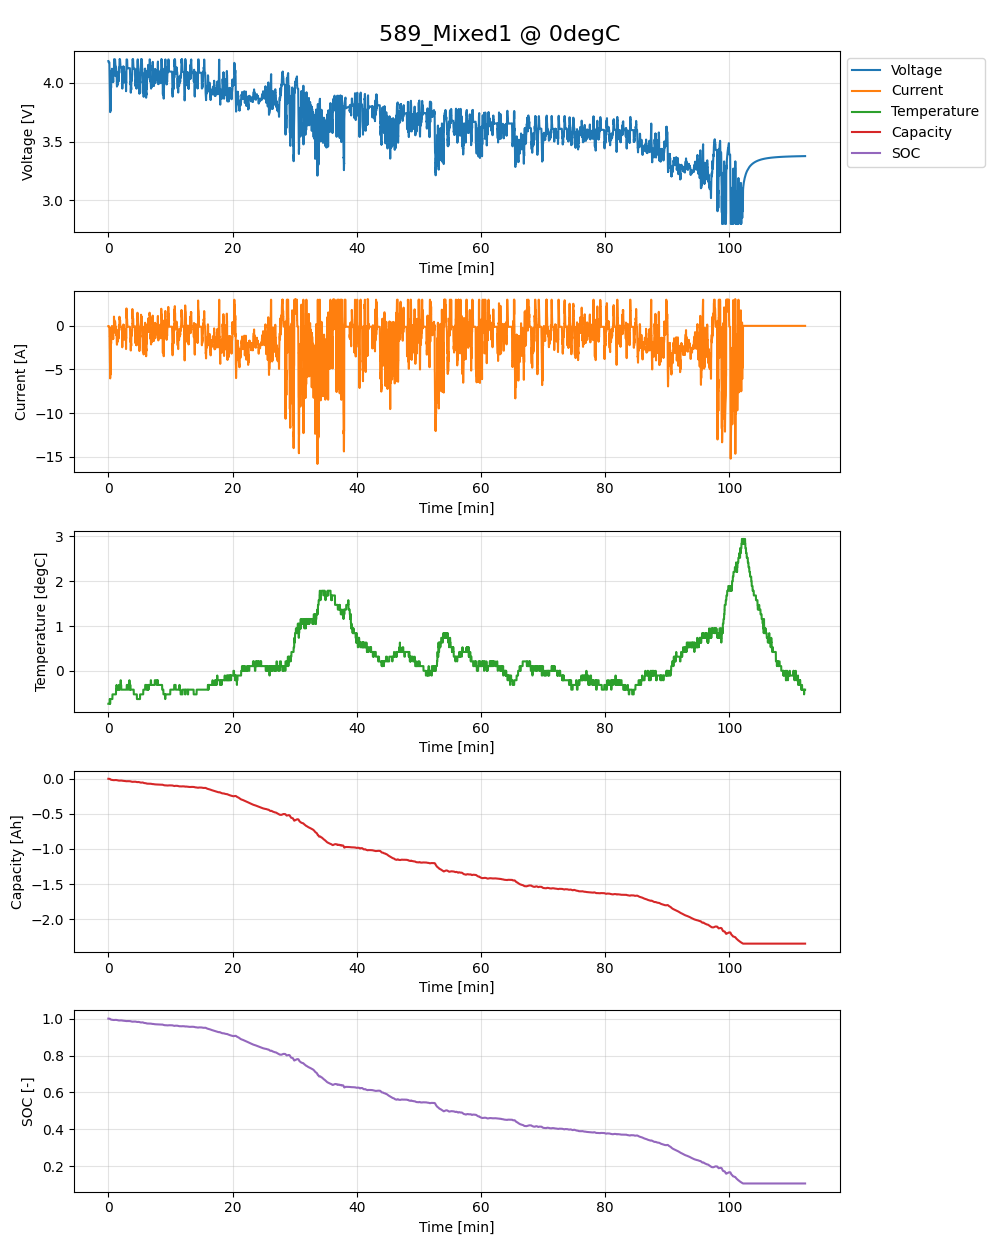 589_Mixed1 @ 0degC
4.0
3.5
3.0
Voltage [V]
0 20 40 60 80 100
Time [min]
Voltage
Current
Temperature
Capacity
SOC
0
−5
−10
−15
Current [A]
0 20 40 60 80 100
Time [min]
3
2
1
0
Temperature [degC]
0 20 40 60 80 100
Time [min]
0.0
−0.5
−1.0
−1.5
−2.0
Capacity [Ah]
0 20 40 60 80 100
Time [min]
1.0
0.8
0.6
0.4
0.2
SOC [-]
0 20 40 60 80 100
Time [min]